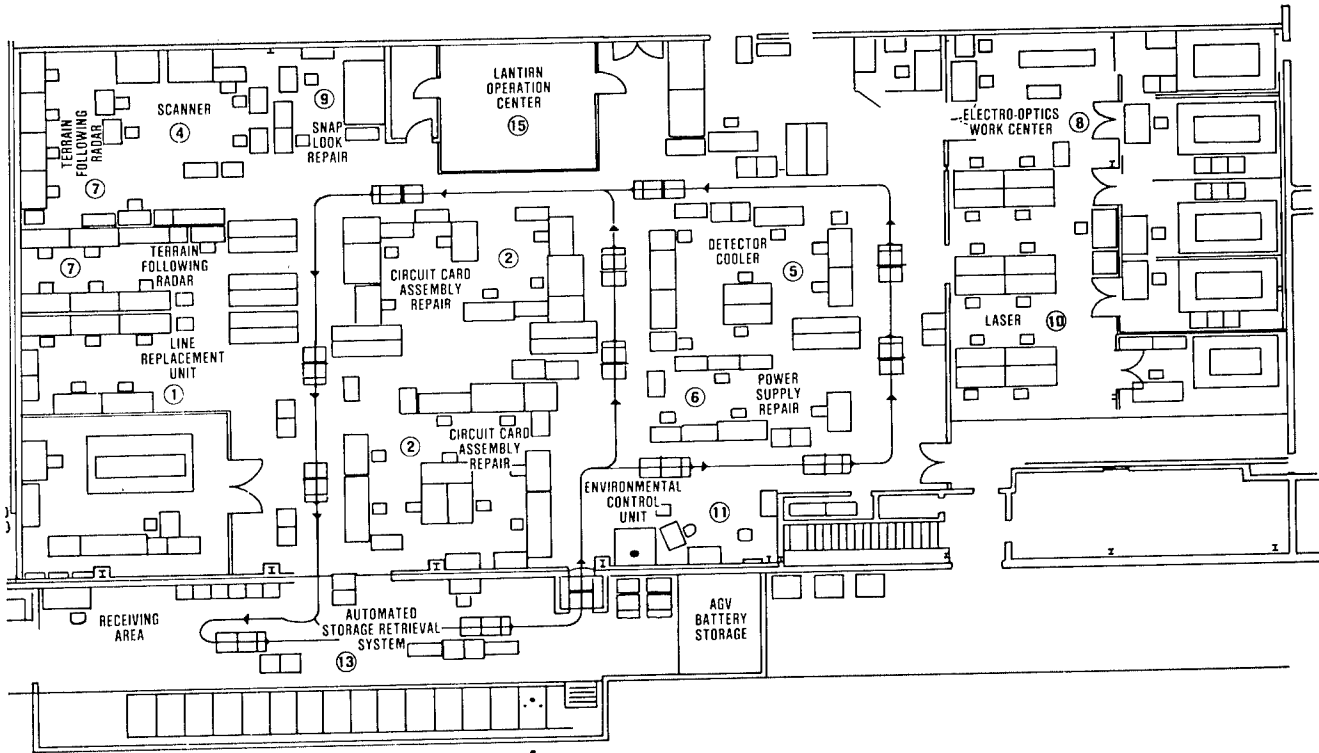 LANTIRN
OPERATION
CENTER
15
SCANNER
4
9
SNAP
LOOK
REPAIR
TERRAIN
FOLLOWING
RADAR
7
ELECTRO-OPTICS
WORK CENTER
8
7
TERRAIN
FOLLOWING
RADAR
2
CIRCUIT CARD
ASSEMBLY
REPAIR
DETECTOR
COOLER
5
LASER
10
LINE
REPLACEMENT
UNIT
1
6
POWER
SUPPLY
REPAIR
2
CIRCUIT CARD
ASSEMBLY
REPAIR
ENVIRONMENTAL
CONTROL
UNIT
11
RECEIVING
AREA
AUTOMATED
STORAGE RETRIEVAL
SYSTEM
13
AGV
BATTERY
STORAGE